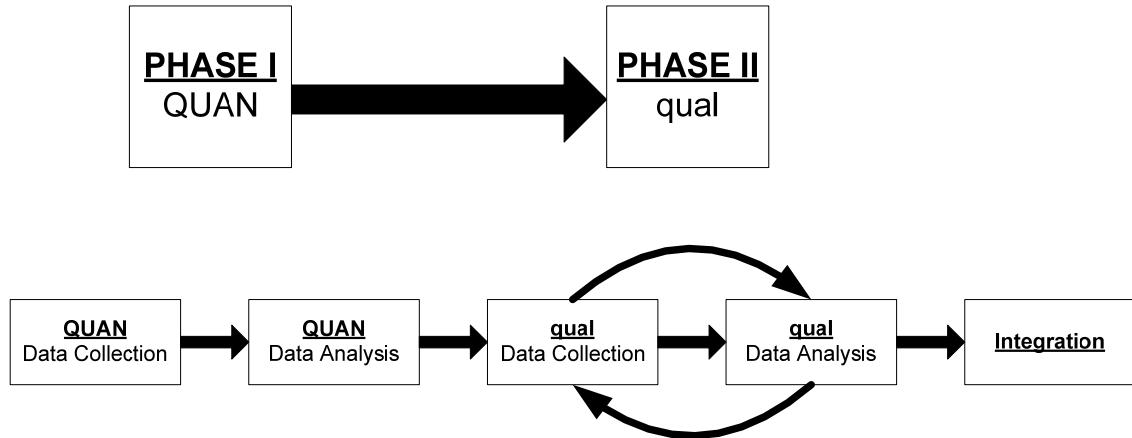 PHASE I
QUAN
PHASE II
qual
QUAN
Data Collection
QUAN
Data Analysis
qual
Data Collection
qual
Data Analysis
Integration